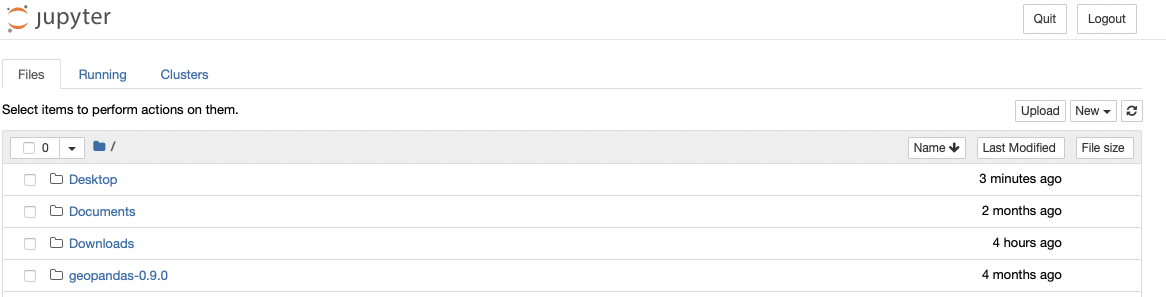 jupyter
Quit Logout
Files Running Clusters
Select items to perform actions on them.
Upload New
0 / Name Last Modified File size
Desktop 3 minutes ago
Documents 2 months ago
Downloads 4 hours ago
geopandas-0.9.0 4 months ago